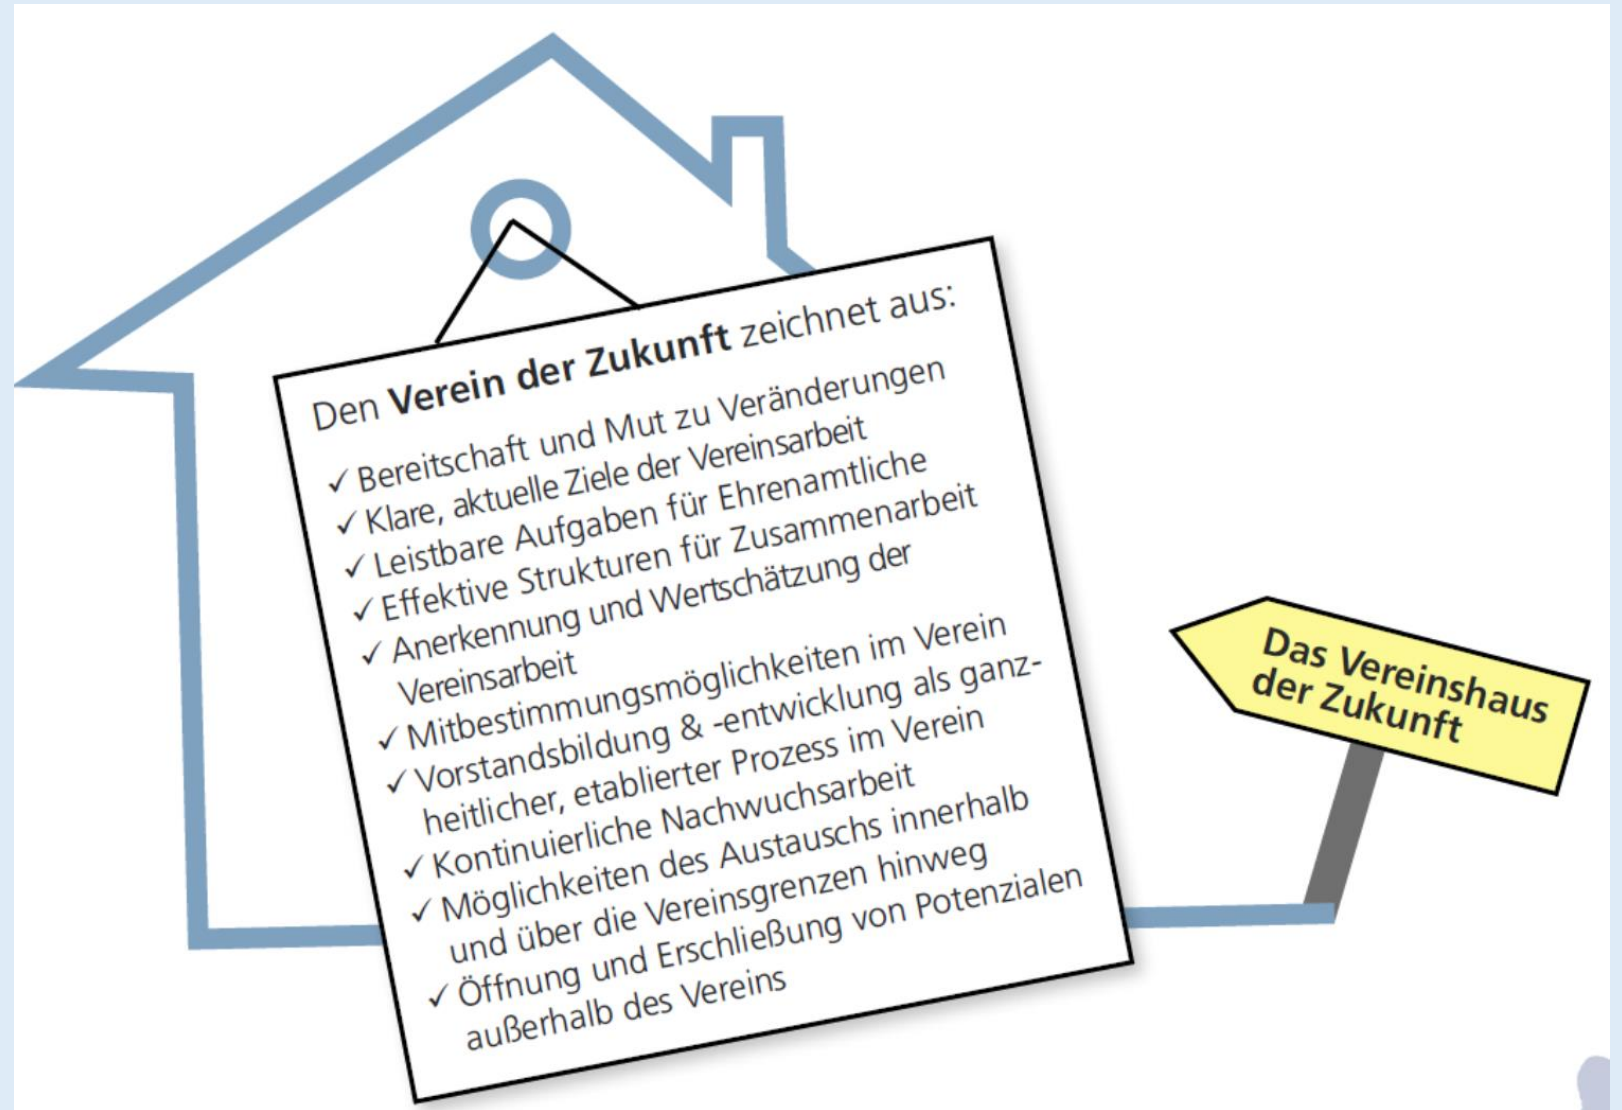 Den Verein der Zukunft zeichnet aus:
✓ Bereitschaft und Mut zu Veränderungen
✓ Klare, aktuelle Ziele der Vereinsarbeit
✓ Leistbare Aufgaben für Ehrenamtliche
✓ Effektive Strukturen für Zusammenarbeit
✓ Anerkennung und Wertschätzung der
Vereinsarbeit
✓ Mitbestimmungsmöglichkeiten im Verein
✓ Vorstandsbildung & -entwicklung als ganz-
heitlicher, etablierter Prozess im Verein
✓ Kontinuierliche Nachwuchsarbeit
✓ Möglichkeiten des Austauschs innerhalb
und über die Vereinsgrenzen hinweg
✓ Öffnung und Erschließung von Potenzialen
außerhalb des Vereins
Das Vereinshaus
der Zukunft